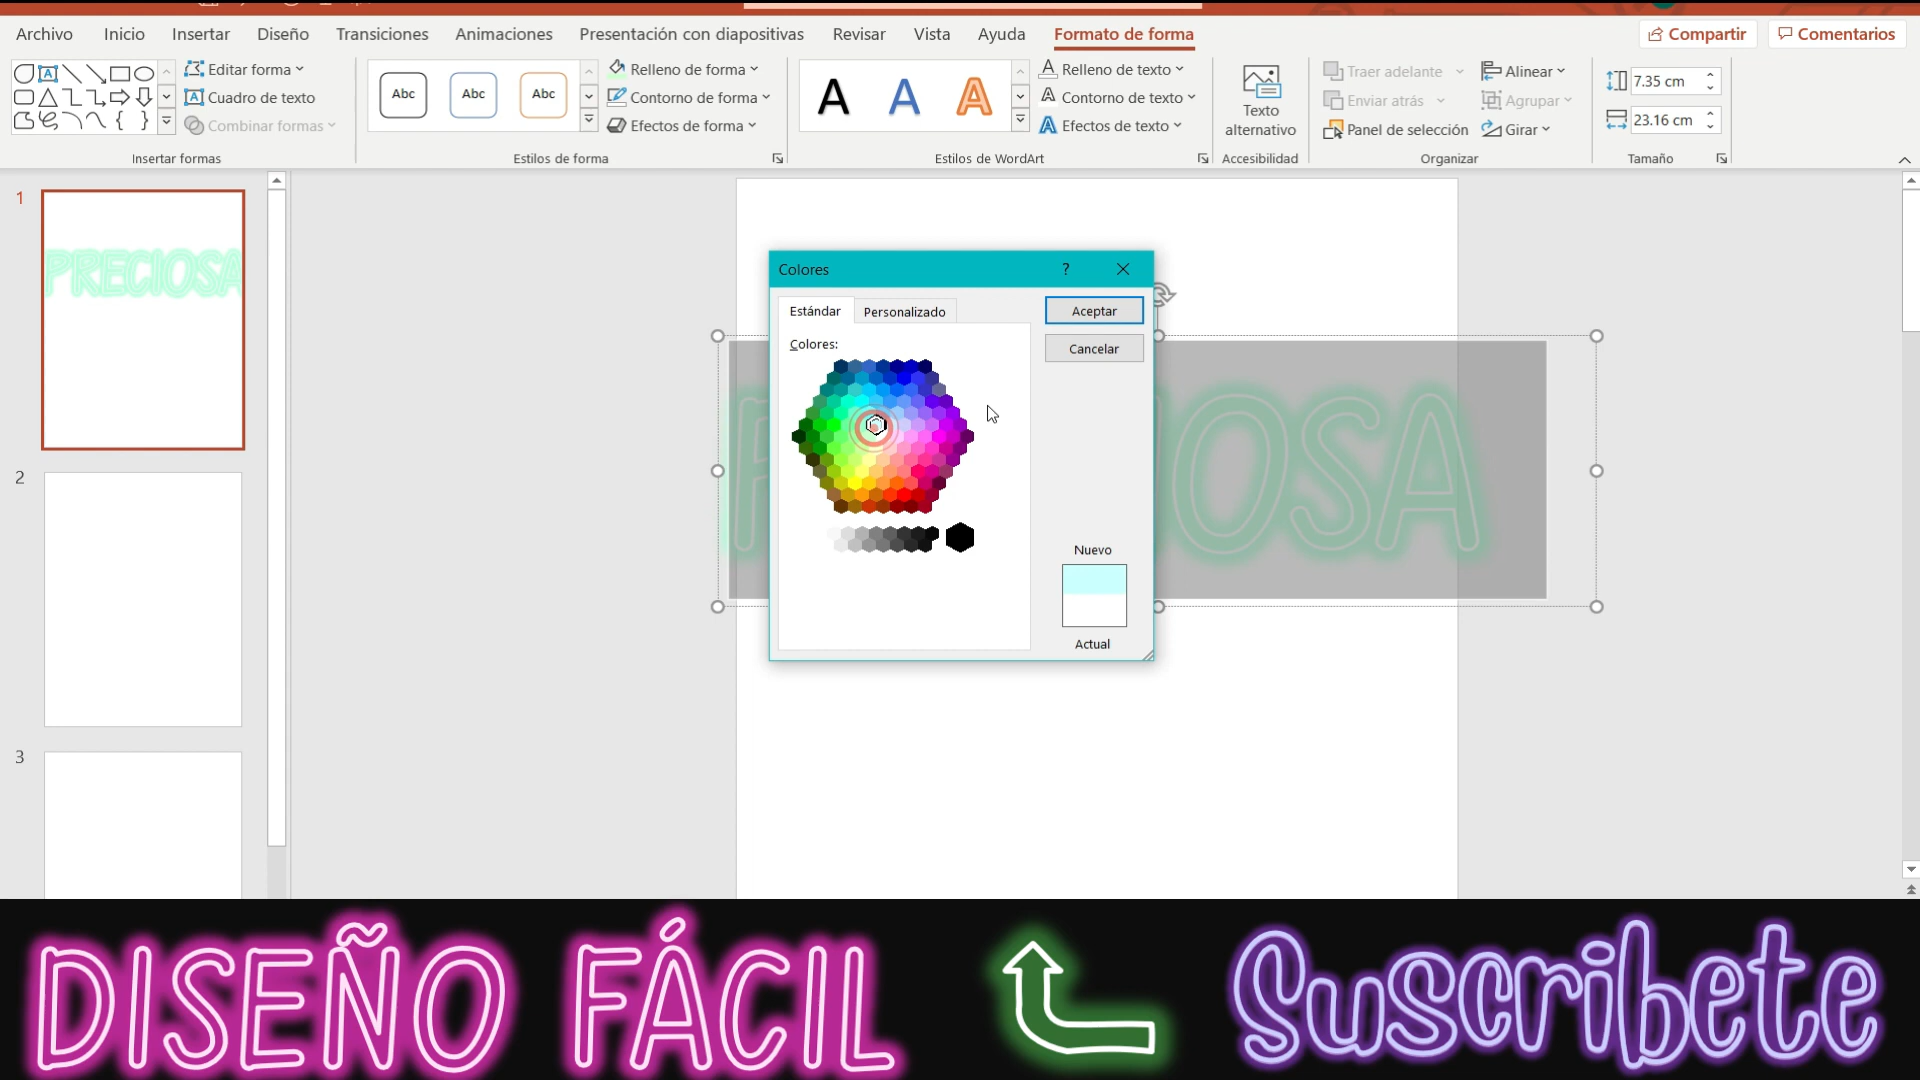 Archivo Inicio Insertar Diseño Transiciones Animaciones Presentación con diapositivas Revisar Vista Ayuda Formato de forma Compartir Comentarios
Editar forma
Cuadro de texto
Combinar formas
Insertar formas
Abc Abc Abc
Relleno de forma
Contorno de forma
Efectos de forma
Estilos de forma
A A A
Relleno de texto
Contorno de texto
Efectos de texto
Estilos de WordArt
Texto
alternativo
Accesibilidad
Traer adelante
Enviar atrás
Panel de selección
Alinear
Agrupar
Girar
Organizar
7.35 cm
23.16 cm
Tamaño
1
PRECIOSA
2
3
Colores ?
Estándar Personalizado
Colores:
Aceptar
Cancelar
Nuevo
Actual
P IOSA
DISEÑO FÁCIL
Suscribete